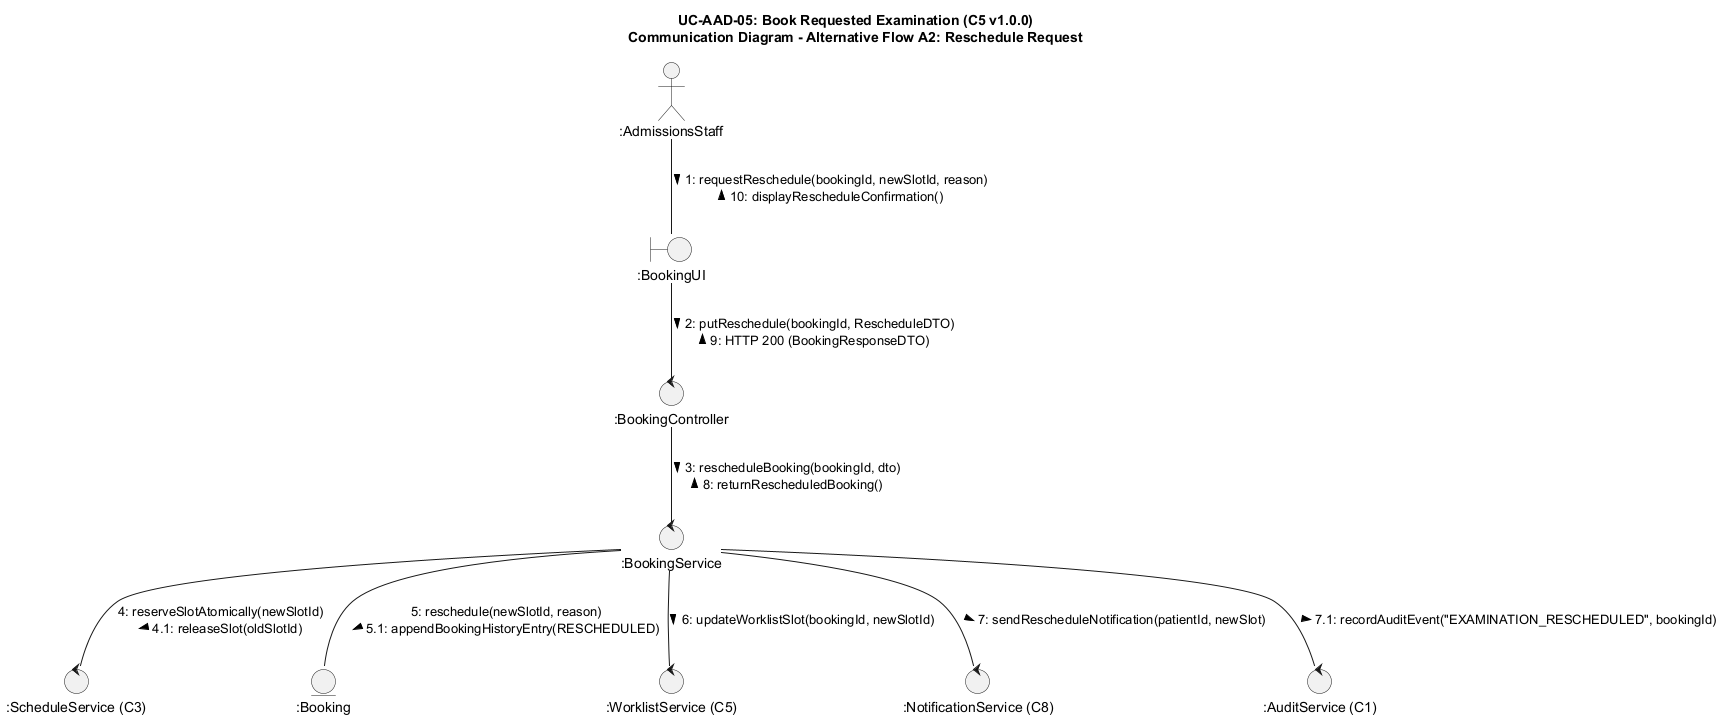 UC-AAD-05: Book Requested Examination (C5 v1.0.0)
Communication Diagram - Alternative Flow A2: Reschedule Request
:AdmissionsStaff
1: requestReschedule(bookingId, newSlotId, reason)
10: displayRescheduleConfirmation()
:BookingUI
2: putReschedule(bookingId, RescheduleDTO)
9: HTTP 200 (BookingResponseDTO)
:BookingController
3: rescheduleBooking(bookingId, dto)
8: returnRescheduledBooking()
:BookingService
4: reserveSlotAtomically(newSlotId)
4.1: releaseSlot(oldSlotId)
5: reschedule(newSlotId, reason)
5.1: appendBookingHistoryEntry(RESCHEDULED)
6: updateWorklistSlot(bookingId, newSlotId)
7: sendRescheduleNotification(patientId, newSlot)
7.1: recordAuditEvent("EXAMINATION_RESCHEDULED", bookingId)
:ScheduleService (C3)
:Booking
:WorklistService (C5)
:NotificationService (C8)
:AuditService (C1)